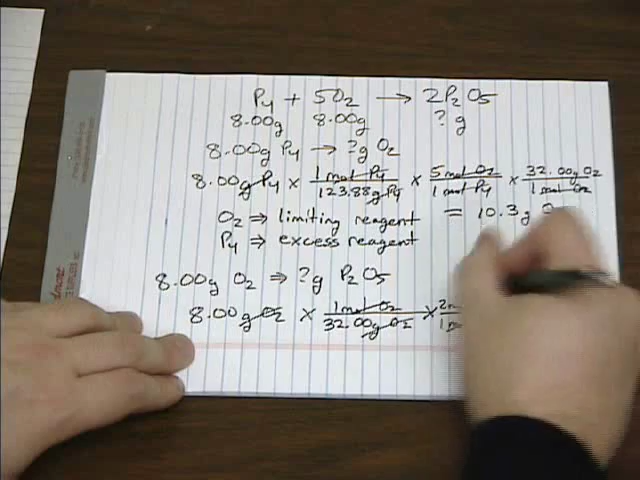 P4 + 5O2 → 2P2O5
8.00g 8.00g ?g
8.00g P4 → ?g O2
8.00g P4 × 1 mol P4 / 123.88g P4 × 5 mol O2 / 1 mol P4 × 32.00g O2 / 1 mol O2
O2 ⇒ limiting reagent = 10.3g
P4 ⇒ excess reagent
8.00g O2 ⇒ ?g P2O5
8.00g O2 × 1 mol O2 / 32.00g O2 ×